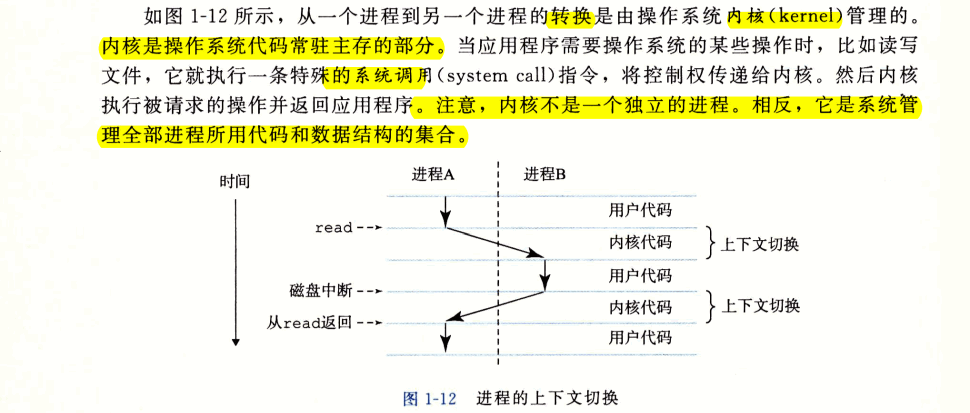 如图 1-12 所示，从一个进程到另一个进程的转换是由操作系统内核(kernel)管理的。
内核是操作系统代码常驻主存的部分。当应用程序需要操作系统的某些操作时，比如读写
文件，它就执行一条特殊的系统调用(system call)指令，将控制权传递给内核。然后内核
执行被请求的操作并返回应用程序。注意，内核不是一个独立的进程。相反，它是系统管
理全部进程所用代码和数据结构的集合。
时间
进程A
进程B
用户代码
read
内核代码
上下文切换
用户代码
磁盘中断
内核代码
上下文切换
从read返回
用户代码
图 1-12 进程的上下文切换